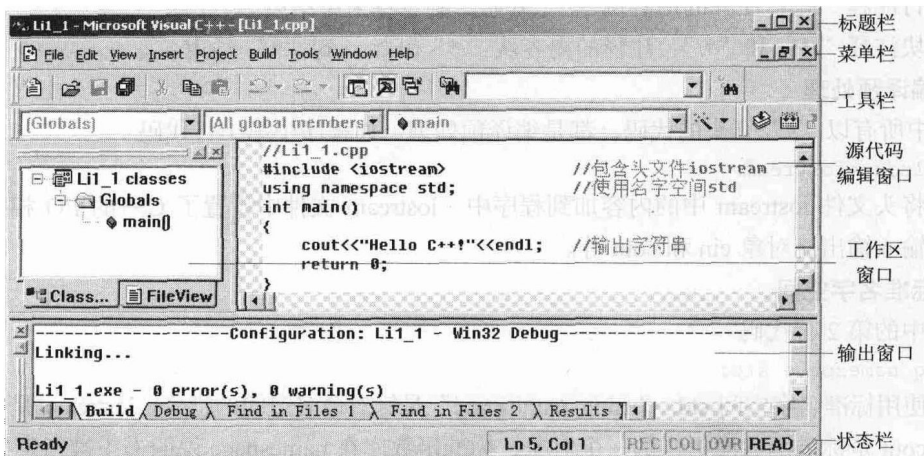 Li1_1 - Microsoft Visual C++ - [Li1_1.cpp]
标题栏
File Edit View Insert Project Build Tools Window Help
菜单栏
工具栏
(Globals) (All global members main
源代码
编辑窗口
Li1_1 classes
Globals
main()
Class... FileView
//Li1_1.cpp
#include <iostream> //包含头文件iostream
using namespace std; //使用名字空间std
int main()
{
cout<<"Hello C++!"<<endl; //输出字符串
return 0;
}
工作区
窗口
--------------------Configuration: Li1_1 - Win32 Debug--------------------
Linking...
Li1_1.exe - 0 error(s), 0 warning(s)
输出窗口
Build Debug Find in Files 1 Find in Files 2 Results
Ready Ln 5, Col 1 REC COL OVR READ
状态栏